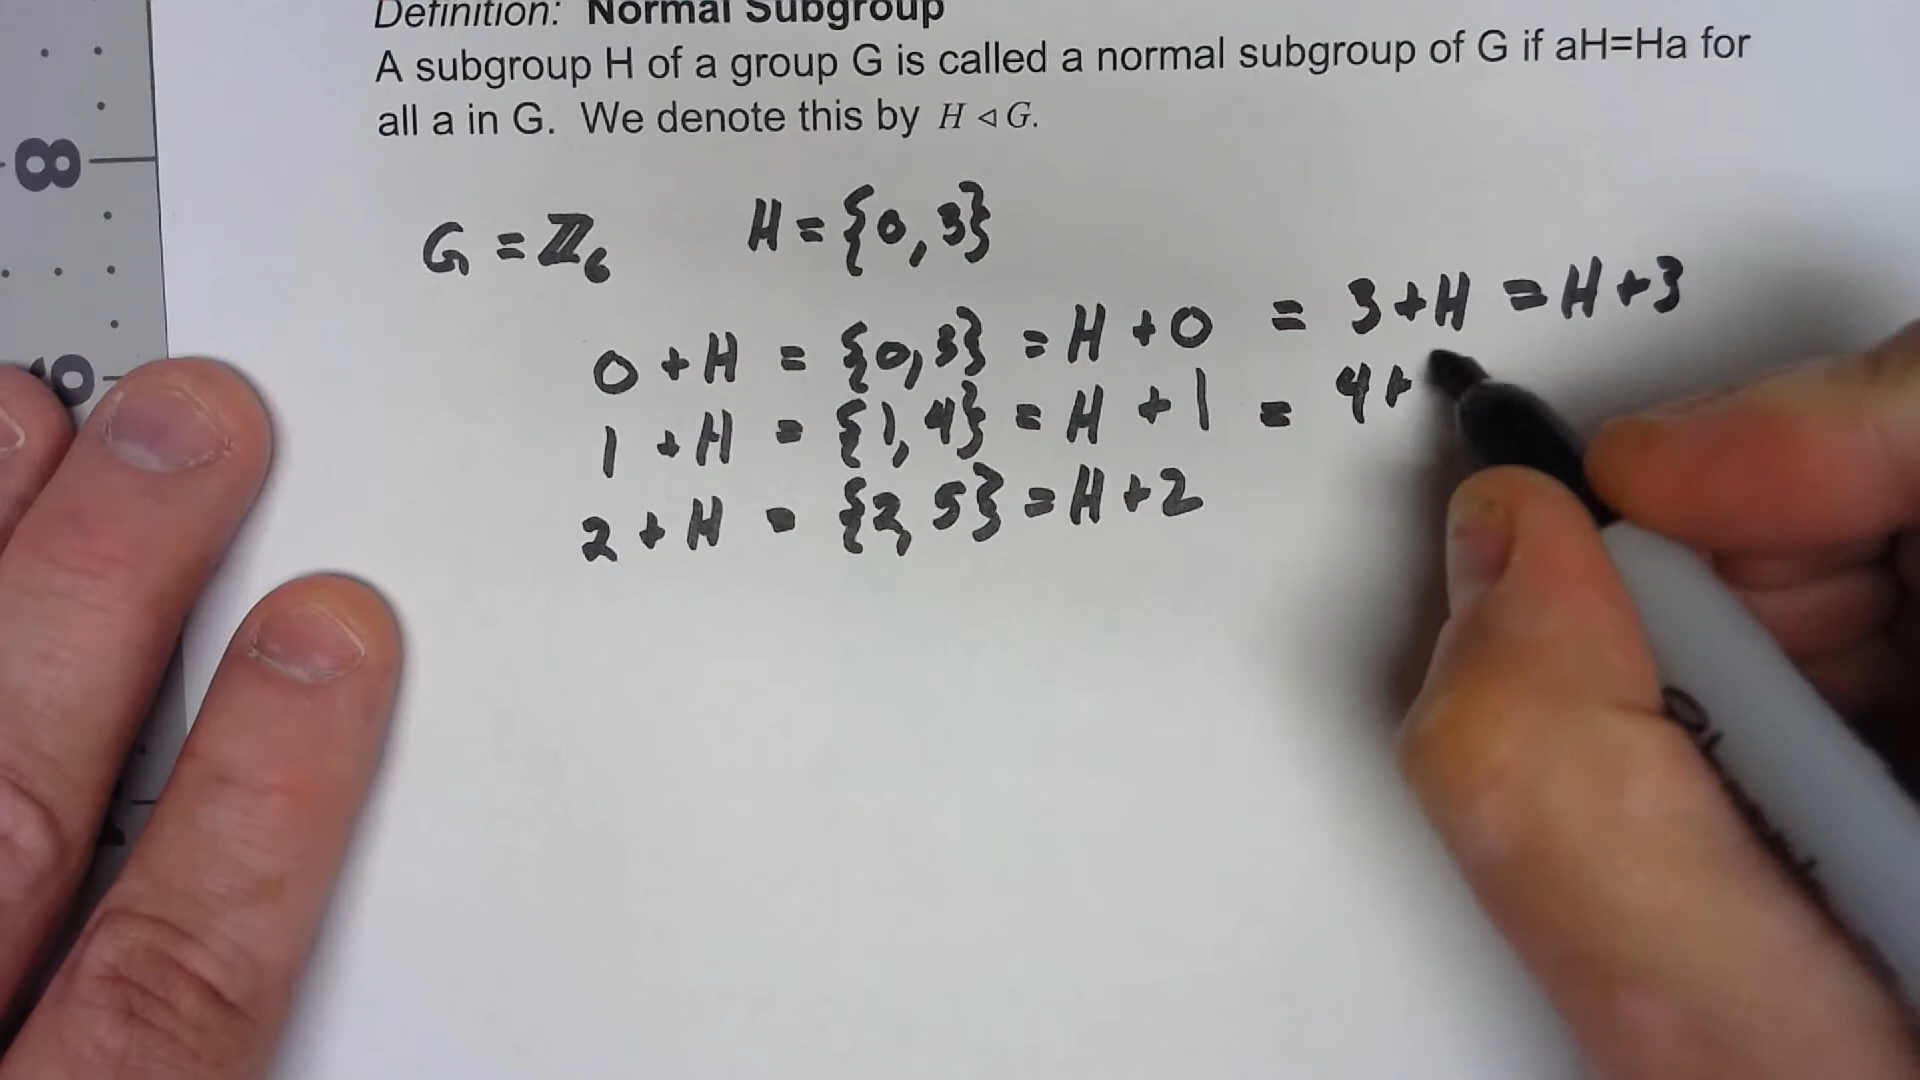 Definition: Normal Subgroup
A subgroup H of a group G is called a normal subgroup of G if aH=Ha for
all a in G. We denote this by H ⊲ G.
G = ℤ₆ H = {0, 3}
0 + H = {0, 3} = H + 0 = 3 + H = H + 3
1 + H = {1, 4} = H + 1 = 4 +
2 + H = {2, 5} = H + 2
8